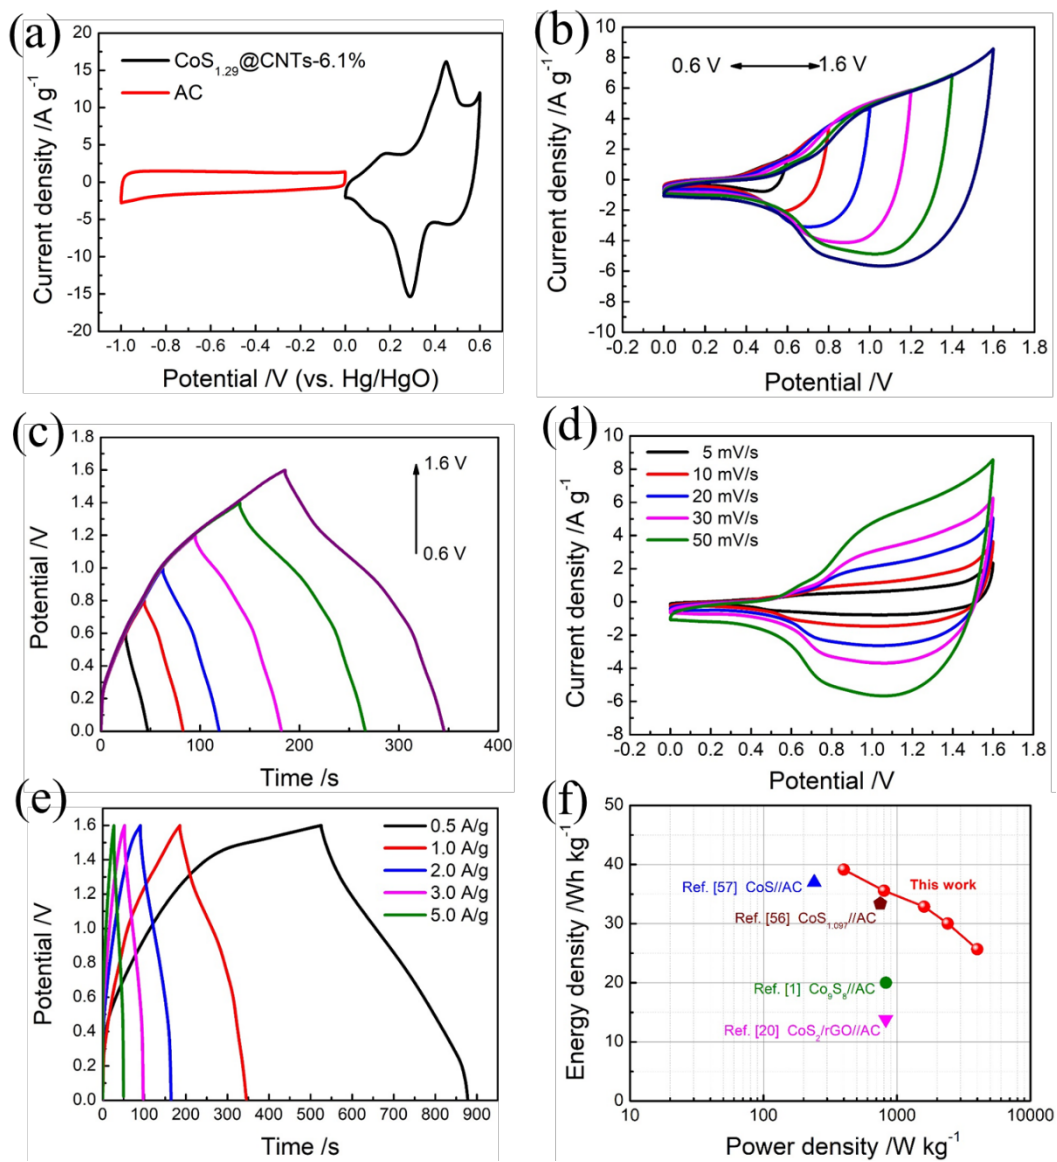 (a)
20
15
10
5
0
-5
-10
-15
-20
Current density /A g⁻¹
CoS₁.₂₉@CNTs-6.1%
AC
-1.0 -0.8 -0.6 -0.4 -0.2 0.0 0.2 0.4 0.6
Potential /V (vs. Hg/HgO)
(b)
10
8
6
4
2
0
-2
-4
-6
-8
-10
Current density /A g⁻¹
0.6 V 1.6 V
-0.2 0.0 0.2 0.4 0.6 0.8 1.0 1.2 1.4 1.6 1.8
Potential /V
(c)
1.8
1.6
1.4
1.2
1.0
0.8
0.6
0.4
0.2
0.0
Potential /V
1.6 V
0.6 V
0 100 200 300 400
Time /s
(d)
10
8
6
4
2
0
-2
-4
-6
-8
Current density /A g⁻¹
5 mV/s
10 mV/s
20 mV/s
30 mV/s
50 mV/s
-0.2 0.0 0.2 0.4 0.6 0.8 1.0 1.2 1.4 1.6 1.8
Potential /V
(e)
1.6
1.4
1.2
1.0
0.8
0.6
0.4
0.2
0.0
Potential /V
0.5 A/g
1.0 A/g
2.0 A/g
3.0 A/g
5.0 A/g
0 100 200 300 400 500 600 700 800 900
Time /s
(f)
50
40
30
20
10
0
Energy density /Wh kg⁻¹
This work
Ref. [57] CoS//AC
Ref. [56] CoS₁.₀₉₇//AC
Ref. [1] Co₉S₈//AC
Ref. [20] CoS₂/rGO//AC
10 100 1000 10000
Power density /W kg⁻¹